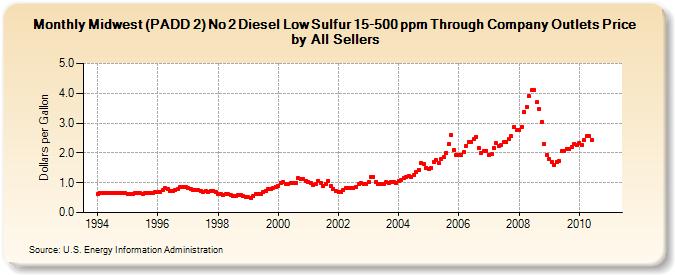 Monthly Midwest (PADD 2) No 2 Diesel Low Sulfur 15-500 ppm Through Company Outlets Price
by All Sellers
Dollars per Gallon
5.0
4.0
3.0
2.0
1.0
0.0
1994 1996 1998 2000 2002 2004 2006 2008 2010
Source: U.S. Energy Information Administration